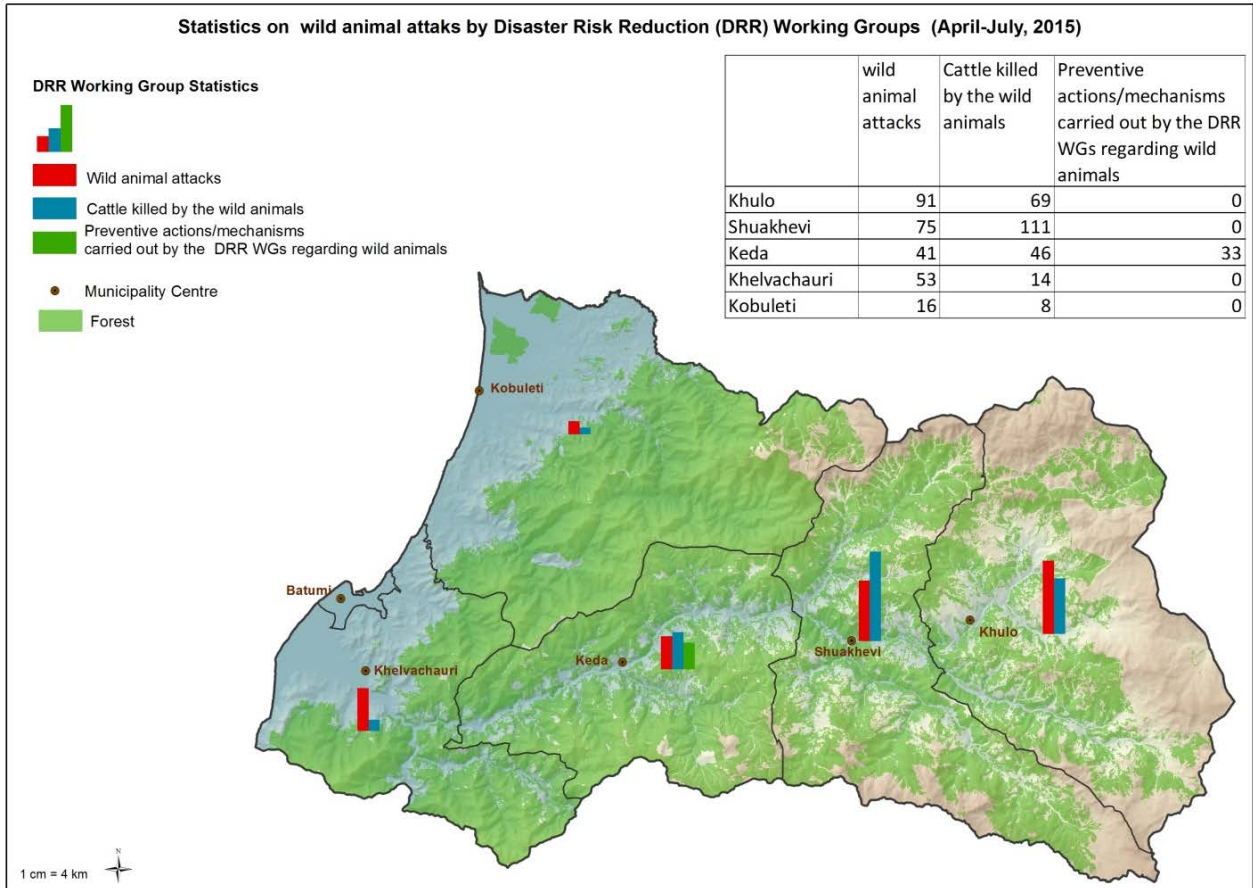 Statistics on wild animal attaks by Disaster Risk Reduction (DRR) Working Groups (April-July, 2015)
DRR Working Group Statistics
Wild animal attacks
Cattle killed by the wild animals
Preventive actions/mechanisms
carried out by the DRR WGs regarding wild animals
Municipality Centre
Forest
wild animal attacks Cattle killed by the wild animals Preventive actions/mechanisms carried out by the DRR WGs regarding wild animals
Khulo 91 69 0
Shuakhevi 75 111 0
Keda 41 46 33
Khelvachauri 53 14 0
Kobuleti 16 8 0
Kobuleti
Batumi
Khelvachauri
Keda
Shuakhevi
Khulo
N
1 cm = 4 km